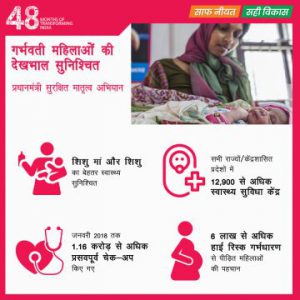 48 MONTHS OF
TRANSFORMING
INDIA
साफ नीयत
सही विकास
गर्भवती महिलाओं की
देखभाल सुनिश्चित
प्रधानमंत्री सुरक्षित मातृत्व अभियान
शिशु मां और शिशु
का बेहतर स्वास्थ्य
सुनिश्चित
सभी राज्यों/केंद्रशासित
प्रदेशों में
12,900 से अधिक
स्वास्थ्य सुविधा केंद्र
जनवरी 2018 तक
1.16 करोड़ से अधिक
प्रसवपूर्व चेक-अप
किए गए
6 लाख से अधिक
हाई रिस्क गर्भधारण
से पीड़ित महिलाओं
की पहचान